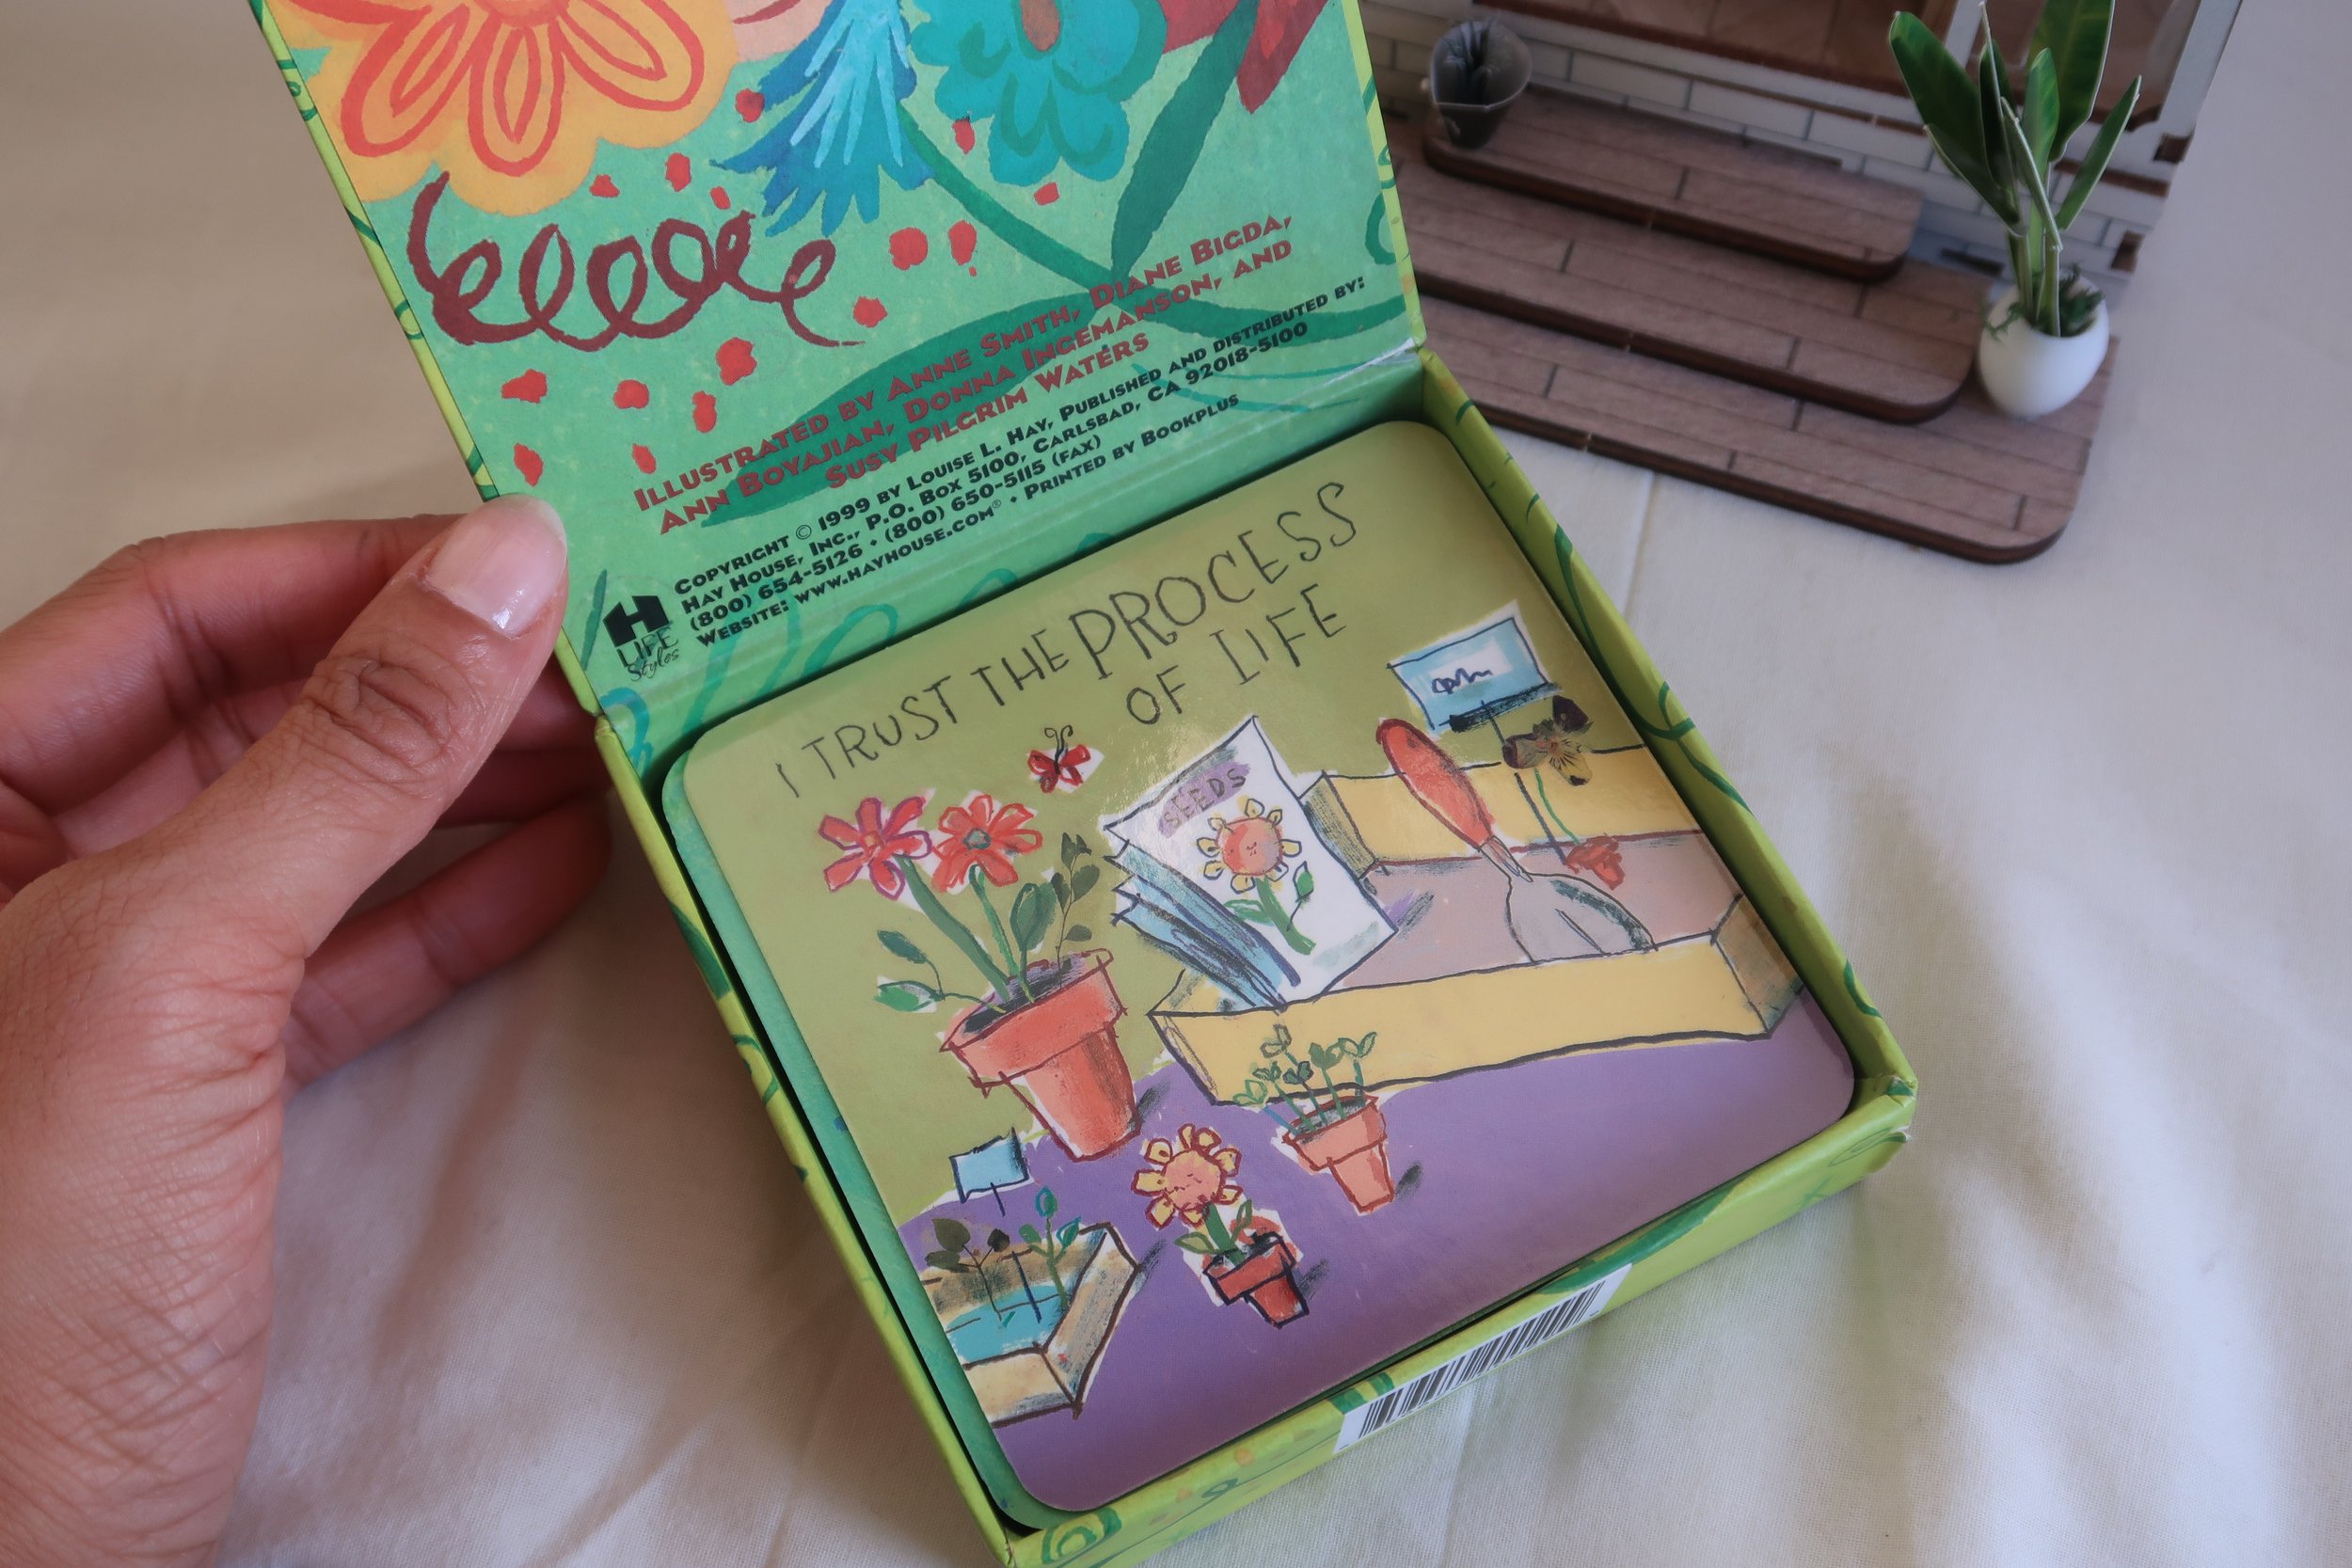 Illustrated by Anne Smith, Diane Bigda,
Ann Boyajian, Donna Ingemanson, and
Susy Pilgrim Waters
Copyright © 1999 by Louise L. Hay, Published and distributed by:
Hay House, Inc., P.O. Box 5100, Carlsbad, CA 92018-5100
(800) 654-5126 • (800) 650-5115 (fax)
Website: www.hayhouse.com® • Printed by Bookplus
H
LIFE
Styles
I TRUST THE PROCESS
OF LIFE
SEEDS